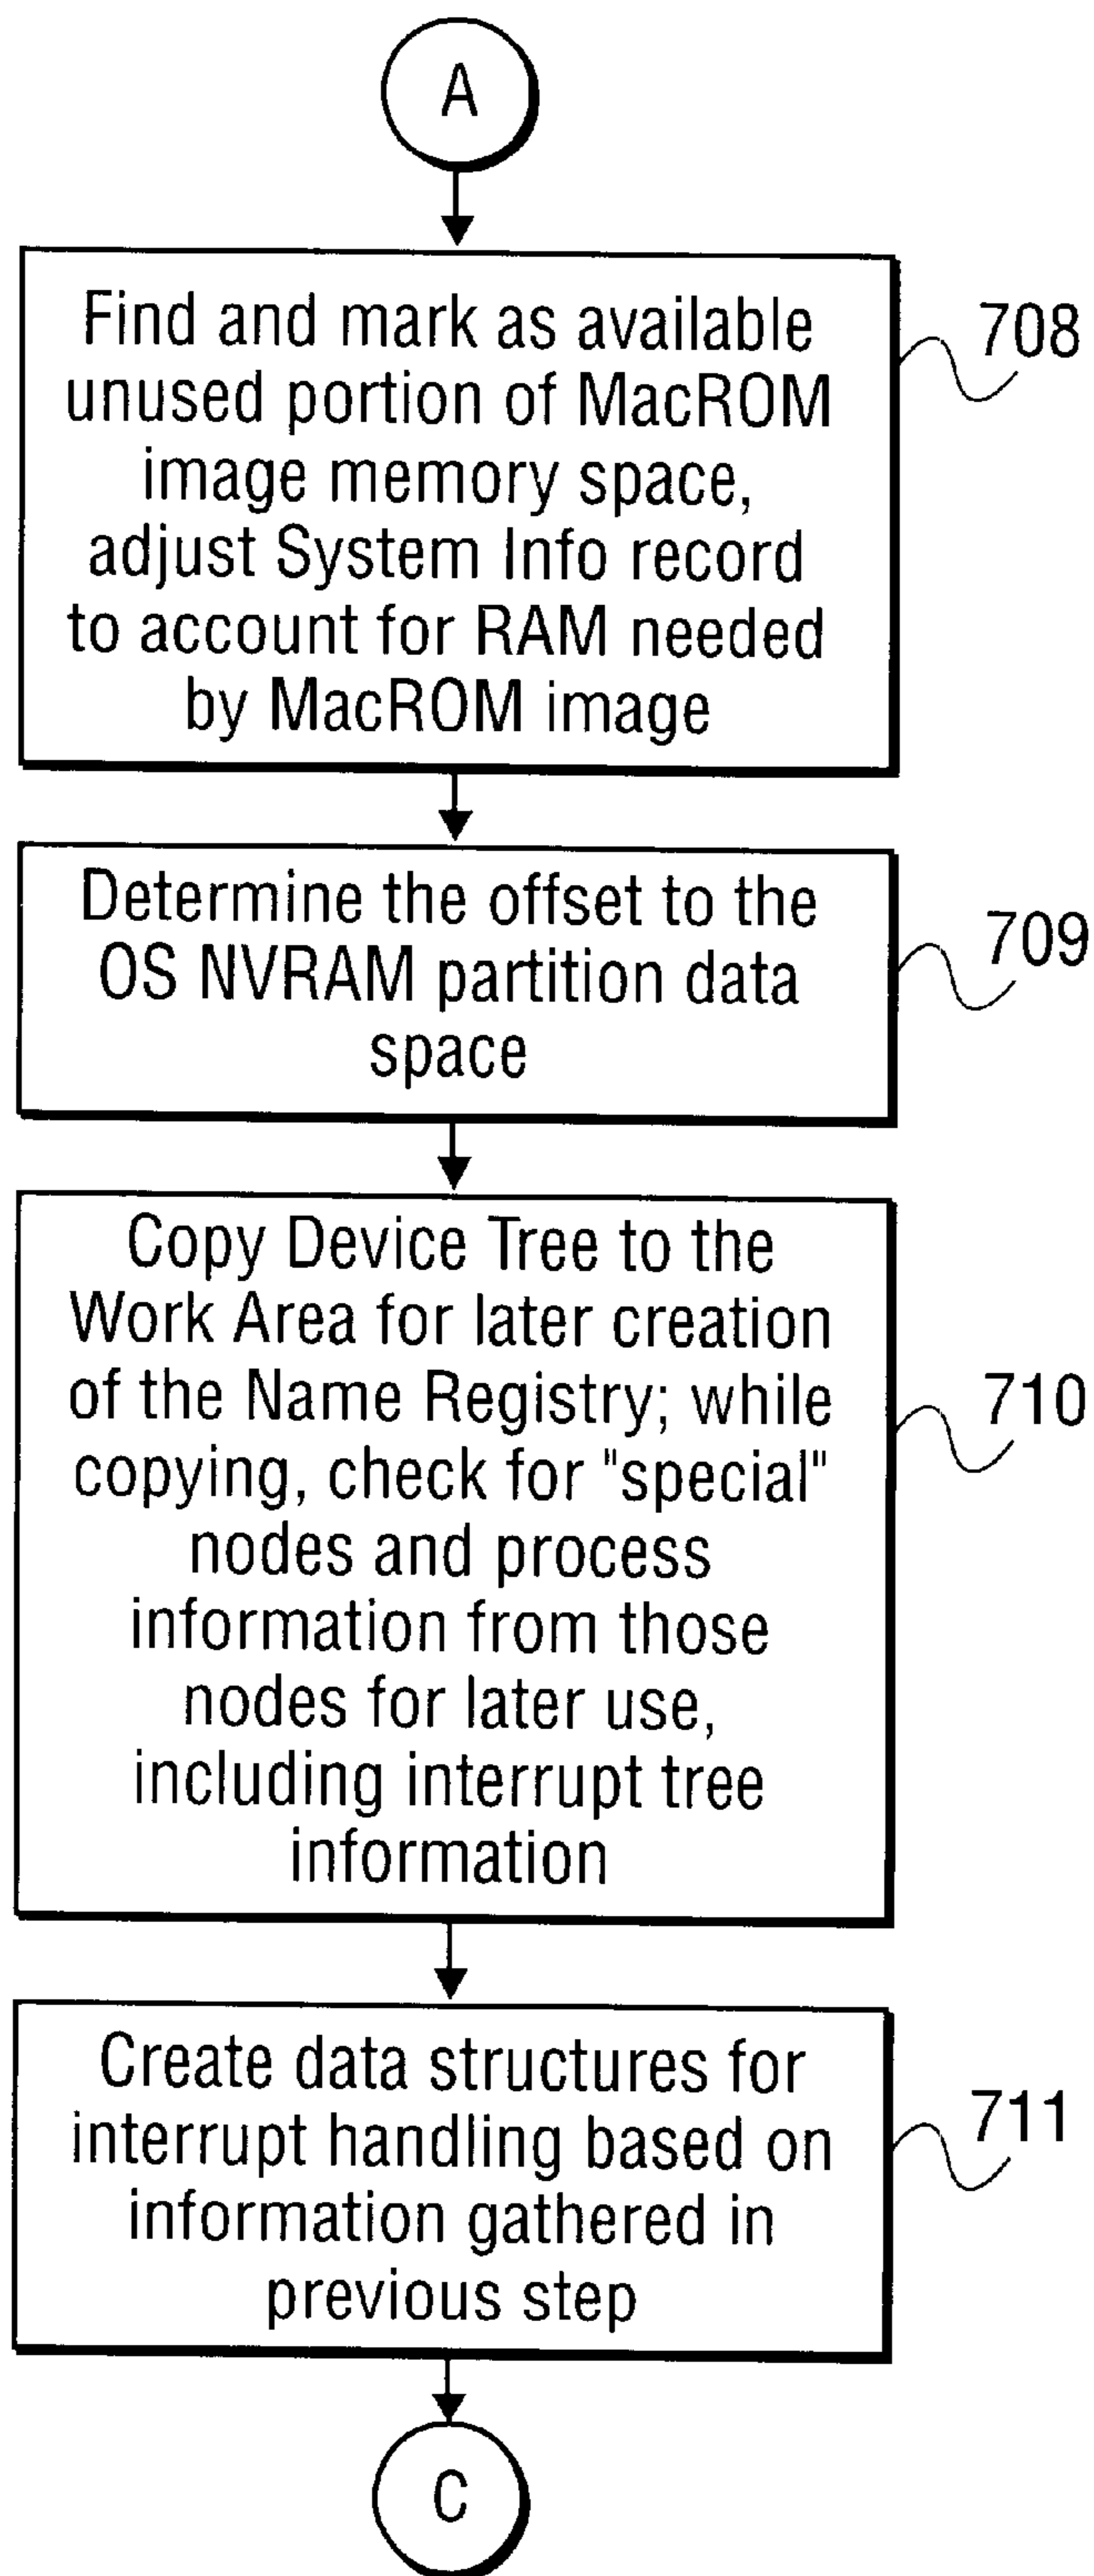 A
Find and mark as available
unused portion of MacROM
image memory space,
adjust System Info record
to account for RAM needed
by MacROM image
708
Determine the offset to the
OS NVRAM partition data
space
709
Copy Device Tree to the
Work Area for later creation
of the Name Registry; while
copying, check for "special"
nodes and process
information from those
nodes for later use,
including interrupt tree
information
710
Create data structures for
interrupt handling based on
information gathered in
previous step
711
C